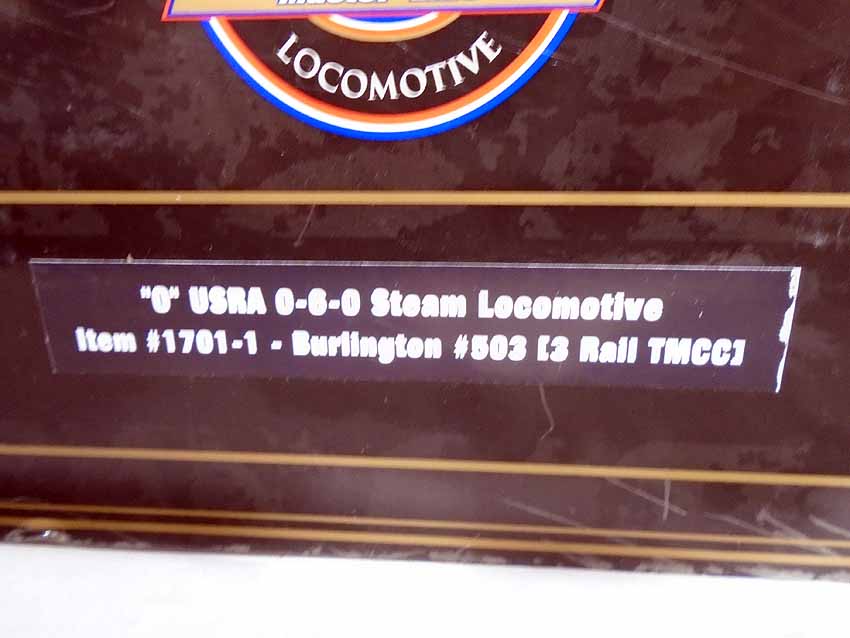 LOCOMOTIVE
"O" USRA 0-6-0 Steam Locomotive
Item #1701-1 - Burlington #503 [3 Rail TMCC]